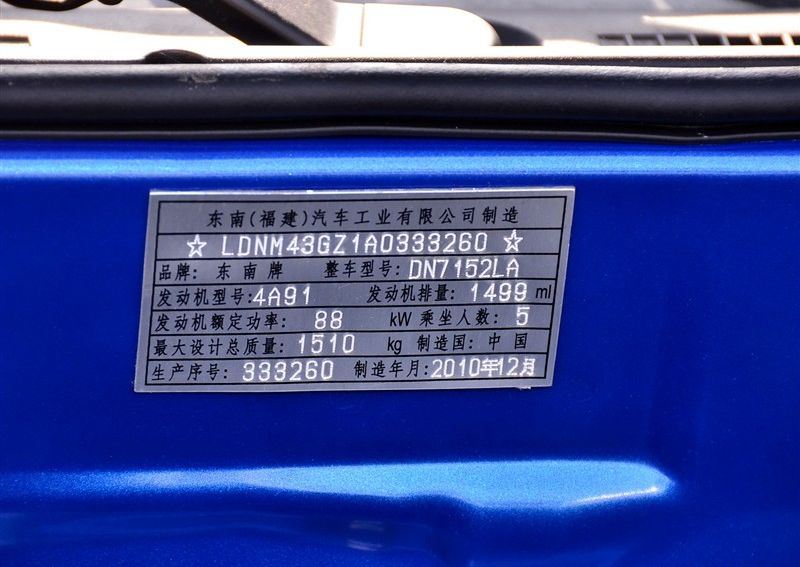 东南(福建)汽车工业有限公司制造
☆ LDNM43GZ1A0333260 ☆
品牌: 东南牌 整车型号: DN7152LA
发动机型号: 4A91 发动机排量: 1499 ml
发动机额定功率: 88 kW 乘坐人数: 5
最大设计总质量: 1510 kg 制造国: 中国
生产序号: 333260 制造年月: 2010年12月